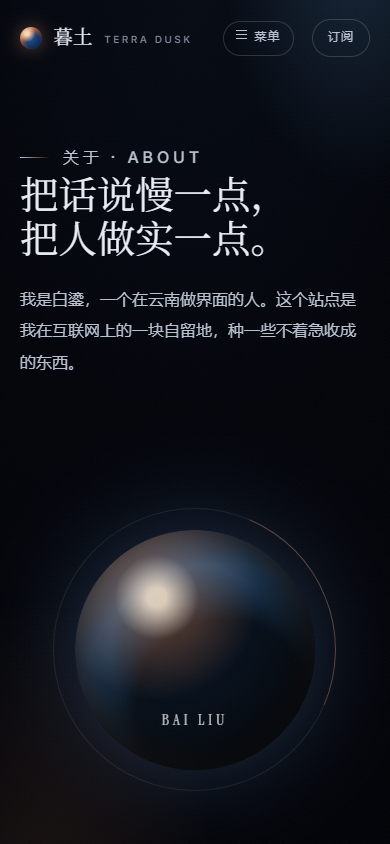 暮土 TERRA DUSK 菜单 订阅
关于 · ABOUT
把话说慢一点，
把人做实一点。
我是白鎏，一个在云南做界面的人。这个站点是
我在互联网上的一块自留地，种一些不着急收成
的东西。
BAI LIU